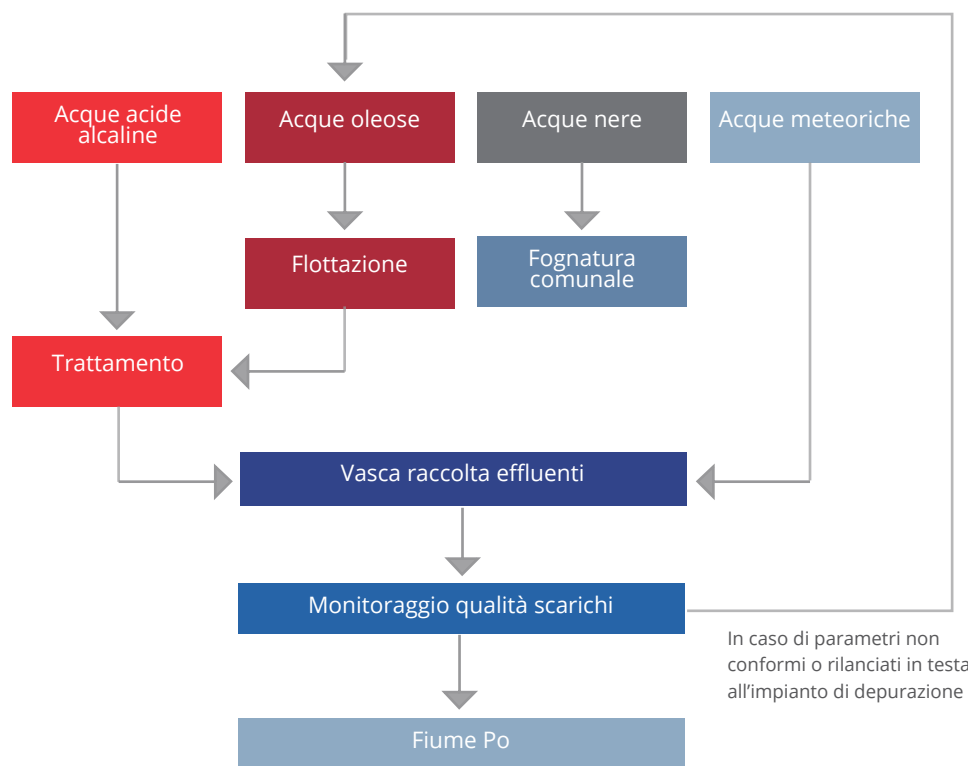 Acque acide
alcaline
Acque oleose
Acque nere
Acque meteoriche
Flottazione
Fognatura
comunale
Trattamento
Vasca raccolta effluenti
Monitoraggio qualità scarichi
In caso di parametri non
conformi o rilanciati in testa
all’impianto di depurazione
Fiume Po